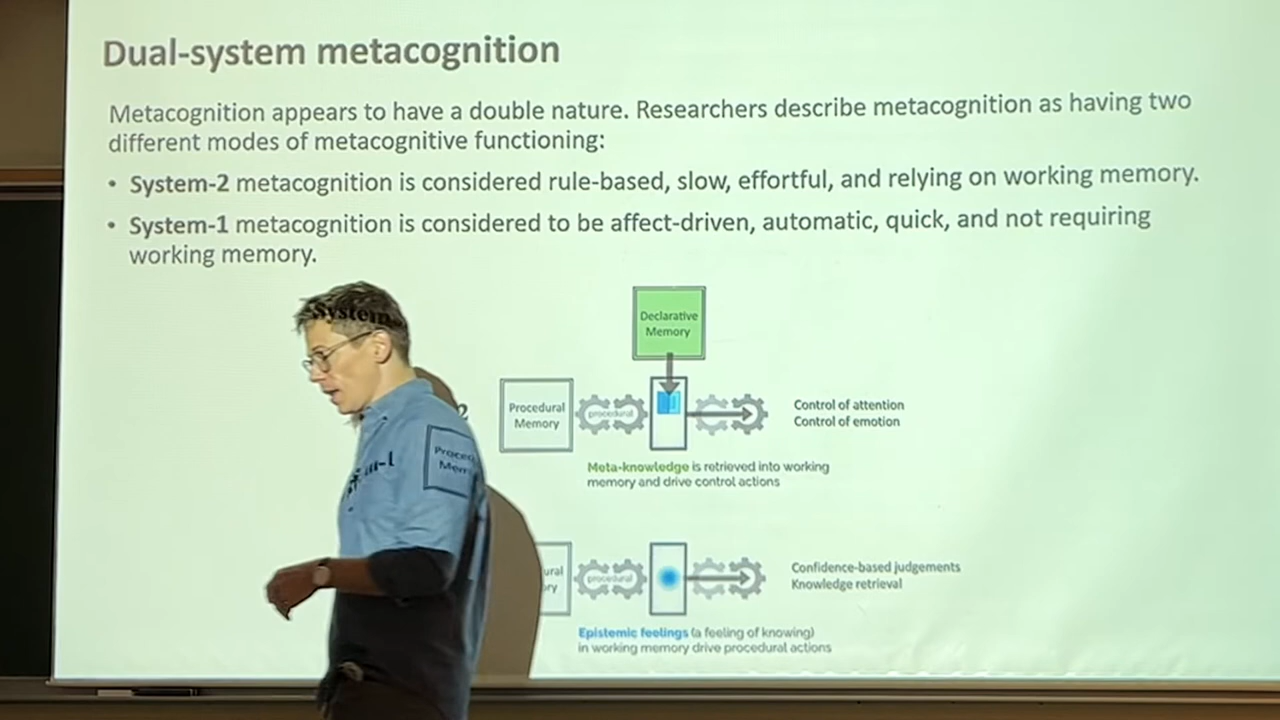 Dual-system metacognition
Metacognition appears to have a double nature. Researchers describe metacognition as having two
different modes of metacognitive functioning:
• System-2 metacognition is considered rule-based, slow, effortful, and relying on working memory.
• System-1 metacognition is considered to be affect-driven, automatic, quick, and not requiring
working memory.
Declarative
Memory
System
2
Procedural
Memory
procedural
Control of attention
Control of emotion
Meta-knowledge is retrieved into working
memory and drive control actions
procedural
Confidence-based judgements
Knowledge retrieval
Epistemic feelings (a feeling of knowing)
in working memory drive procedural actions